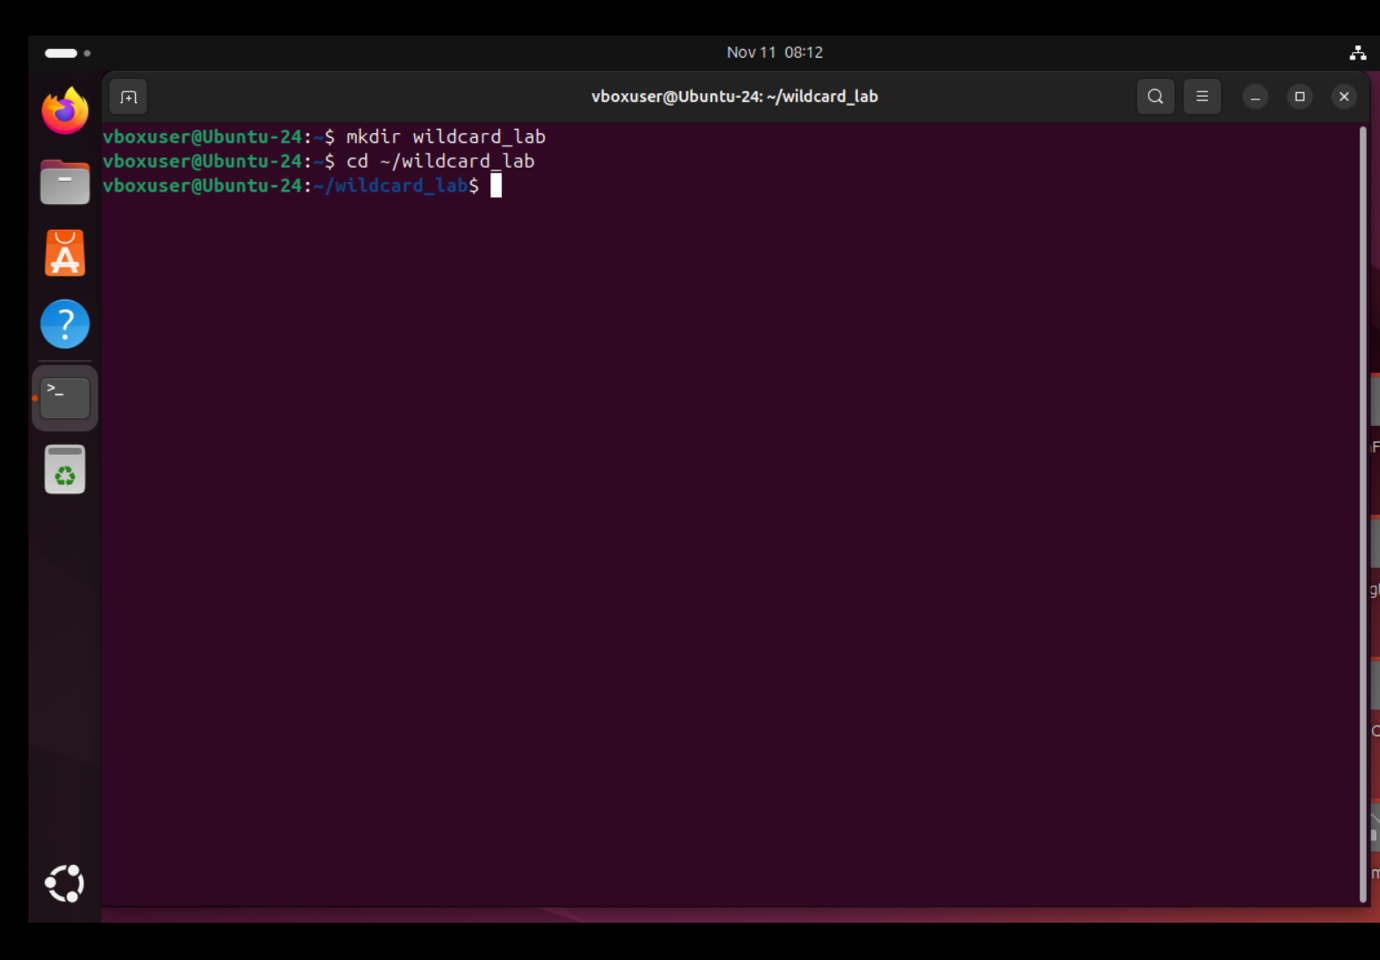 Nov 11 08:12
vboxuser@Ubuntu-24: ~/wildcard_lab
vboxuser@Ubuntu-24:~$ mkdir wildcard_lab
vboxuser@Ubuntu-24:~$ cd ~/wildcard_lab
vboxuser@Ubuntu-24:~/wildcard_lab$